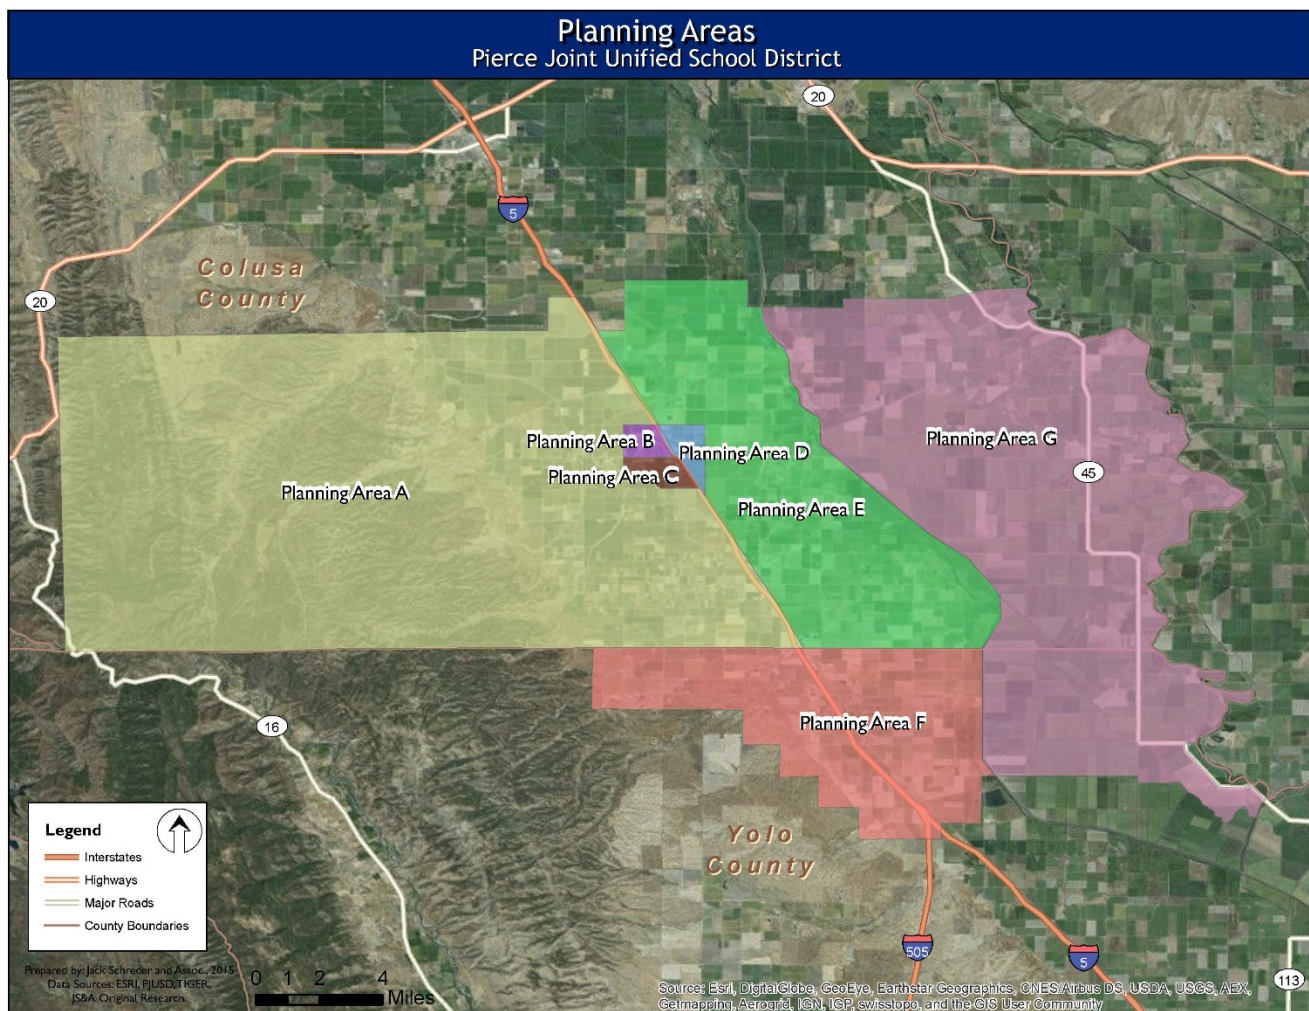 Planning Areas
Pierce Joint Unified School District
20
5
Colusa
County
20
Planning Area B
Planning Area D
Planning Area G
Planning Area C
45
Planning Area A
Planning Area E
16
Planning Area F
Yolo
County
Legend
Interstates
Highways
Major Roads
County Boundaries
505
5
113
Prepared by: Jack Schreder and Assoc., 2015
Data Sources: ESRI, PJUSD, TIGER,
JS&A Original Research
0 1 2 4
Miles
Source: Esri, DigitalGlobe, GeoEye, Earthstar Geographics, CNES/Airbus DS, USDA, USGS, AEX,
Getmapping, Aerogrid, IGN, IGP, swisstopo, and the GIS User Community